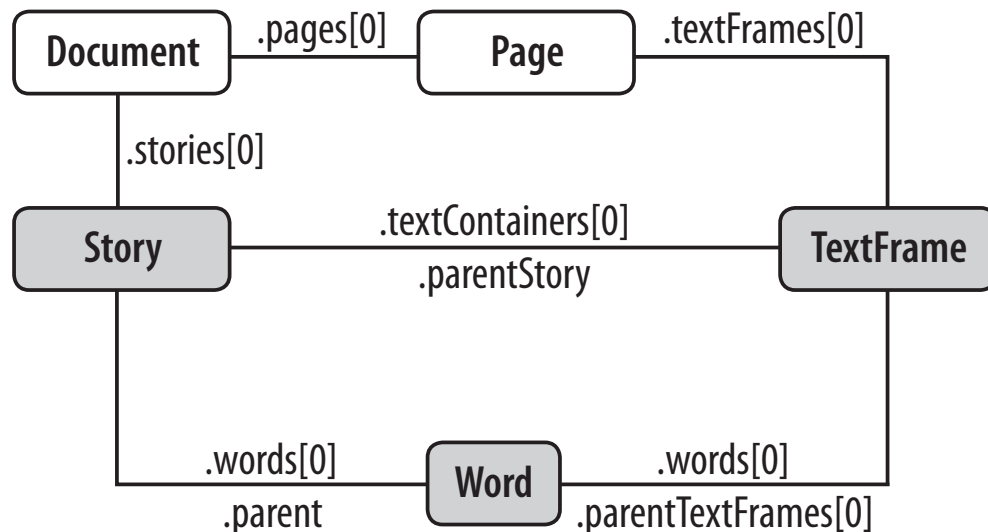 Document
.pages[0]
Page
.textFrames[0]
.stories[0]
Story
.textContainers[0]
.parentStory
TextFrame
.words[0]
.parent
Word
.words[0]
.parentTextFrames[0]